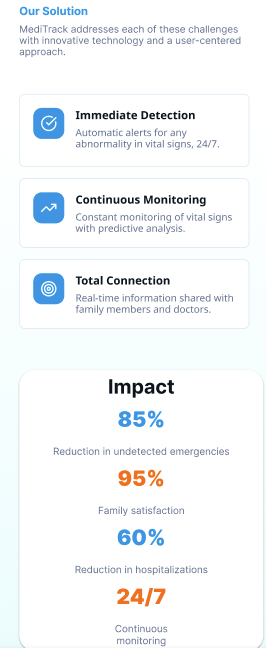 Our Solution
MediTrack addresses each of these challenges
with innovative technology and a user-centered
approach.
Immediate Detection
Automatic alerts for any
abnormality in vital signs, 24/7.
Continuous Monitoring
Constant monitoring of vital signs
with predictive analysis.
Total Connection
Real-time information shared with
family members and doctors.
Impact
85%
Reduction in undetected emergencies
95%
Family satisfaction
60%
Reduction in hospitalizations
24/7
Continuous
monitoring